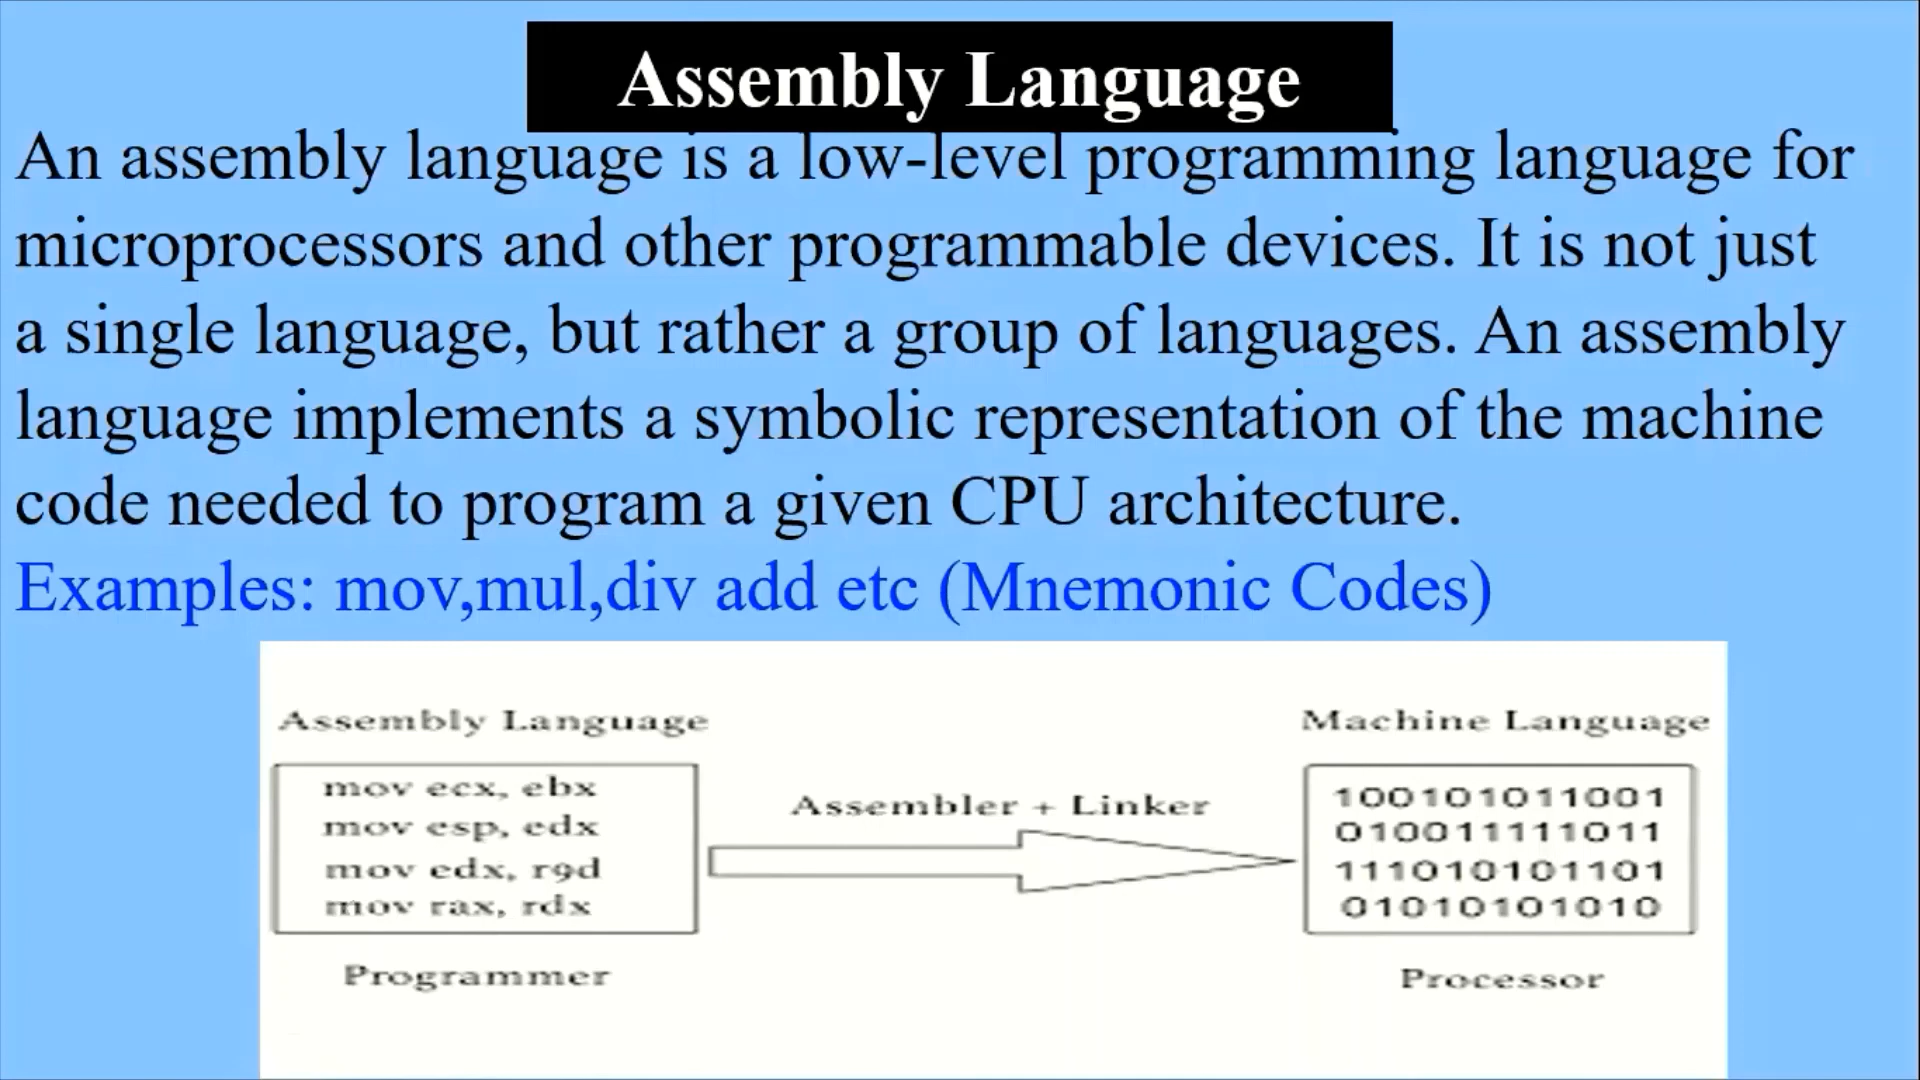 Assembly Language
An assembly language is a low-level programming language for
microprocessors and other programmable devices. It is not just
a single language, but rather a group of languages. An assembly
language implements a symbolic representation of the machine
code needed to program a given CPU architecture.
Examples: mov,mul,div add etc (Mnemonic Codes)
Assembly Language
mov ecx, ebx
mov esp, edx
mov edx, r9d
mov rax, rdx
Programmer
Assembler + Linker
Machine Language
100101011001
010011111011
111010101101
01010101010
Processor